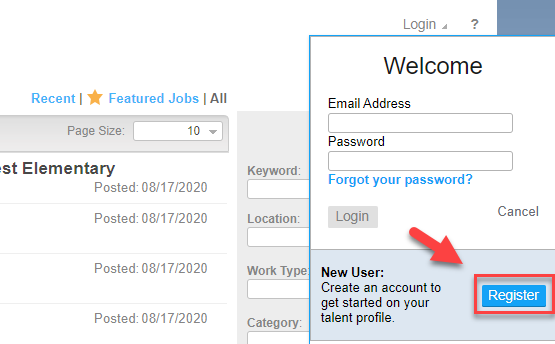 Login
?
Welcome
Recent | Featured Jobs | All
Email Address
Page Size: 10
Password
est Elementary
Keyword:
Forgot your password?
Posted: 08/17/2020
Login
Cancel
Posted: 08/17/2020
Location:
Posted: 08/17/2020
Work Type:
New User:
Create an account to
get started on your
talent profile.
Register
Posted: 08/17/2020
Category: